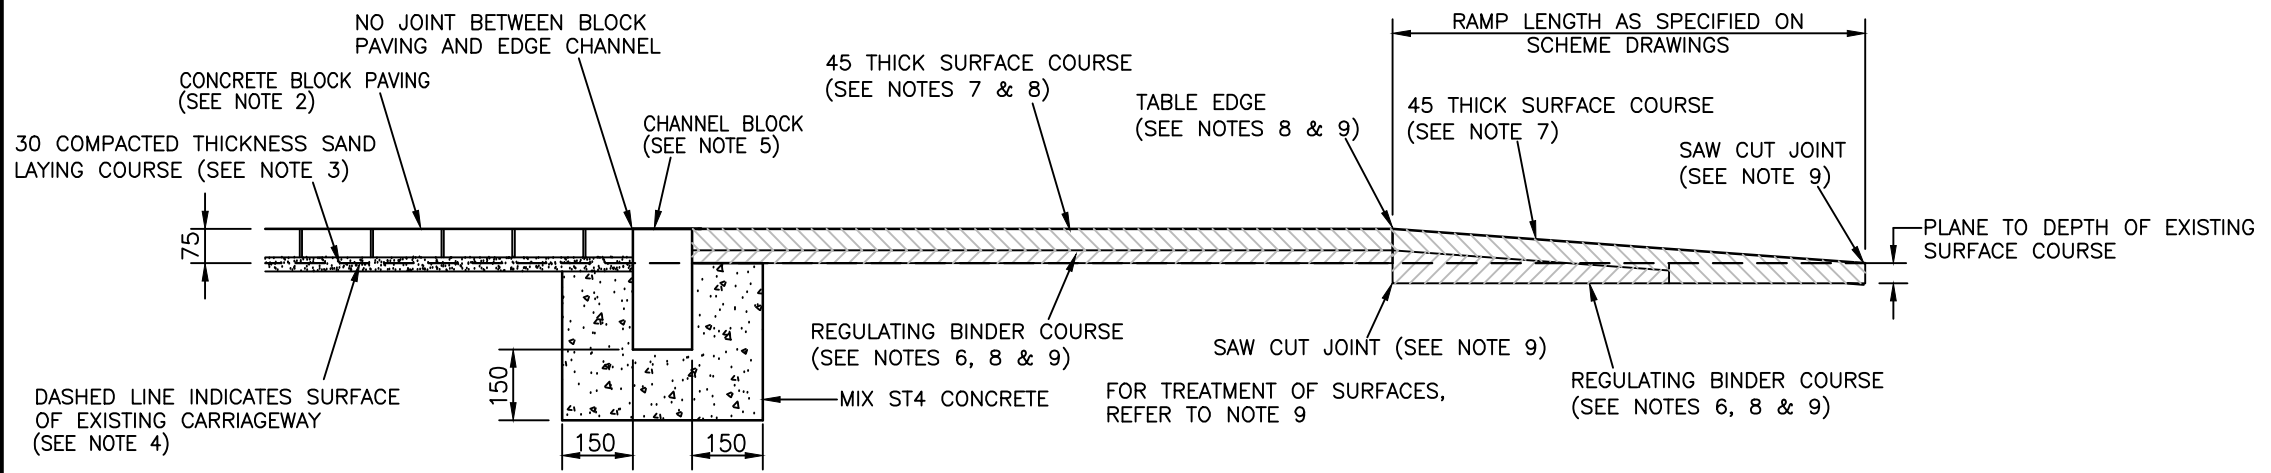 NO JOINT BETWEEN BLOCK
PAVING AND EDGE CHANNEL
CONCRETE BLOCK PAVING
(SEE NOTE 2)
30 COMPACTED THICKNESS SAND
LAYING COURSE (SEE NOTE 3)
CHANNEL BLOCK
(SEE NOTE 5)
45 THICK SURFACE COURSE
(SEE NOTES 7 & 8)
TABLE EDGE
(SEE NOTES 8 & 9)
RAMP LENGTH AS SPECIFIED ON
SCHEME DRAWINGS
45 THICK SURFACE COURSE
(SEE NOTE 7)
SAW CUT JOINT
(SEE NOTE 9)
PLANE TO DEPTH OF EXISTING
SURFACE COURSE
75
DASHED LINE INDICATES SURFACE
OF EXISTING CARRIAGEWAY
(SEE NOTE 4)
150
150
150
MIX ST4 CONCRETE
REGULATING BINDER COURSE
(SEE NOTES 6, 8 & 9)
SAW CUT JOINT (SEE NOTE 9)
FOR TREATMENT OF SURFACES,
REFER TO NOTE 9
REGULATING BINDER COURSE
(SEE NOTES 6, 8 & 9)